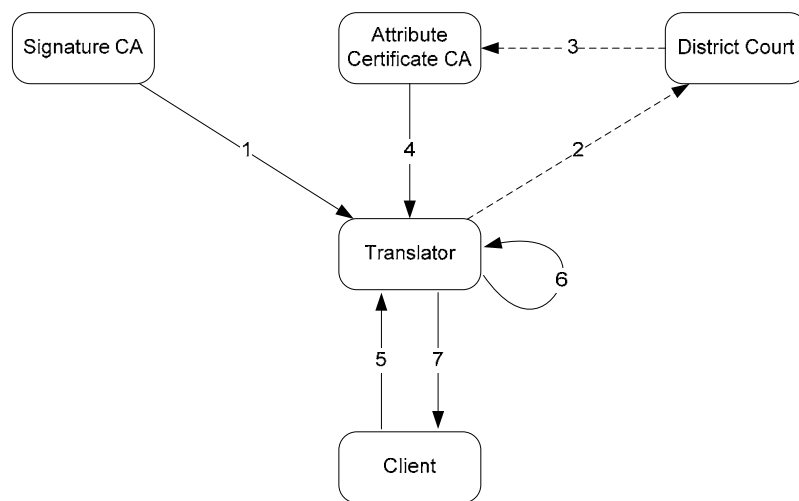 Signature CA
Attribute
Certificate CA
District Court
3
1
4
2
Translator
6
5
7
Client